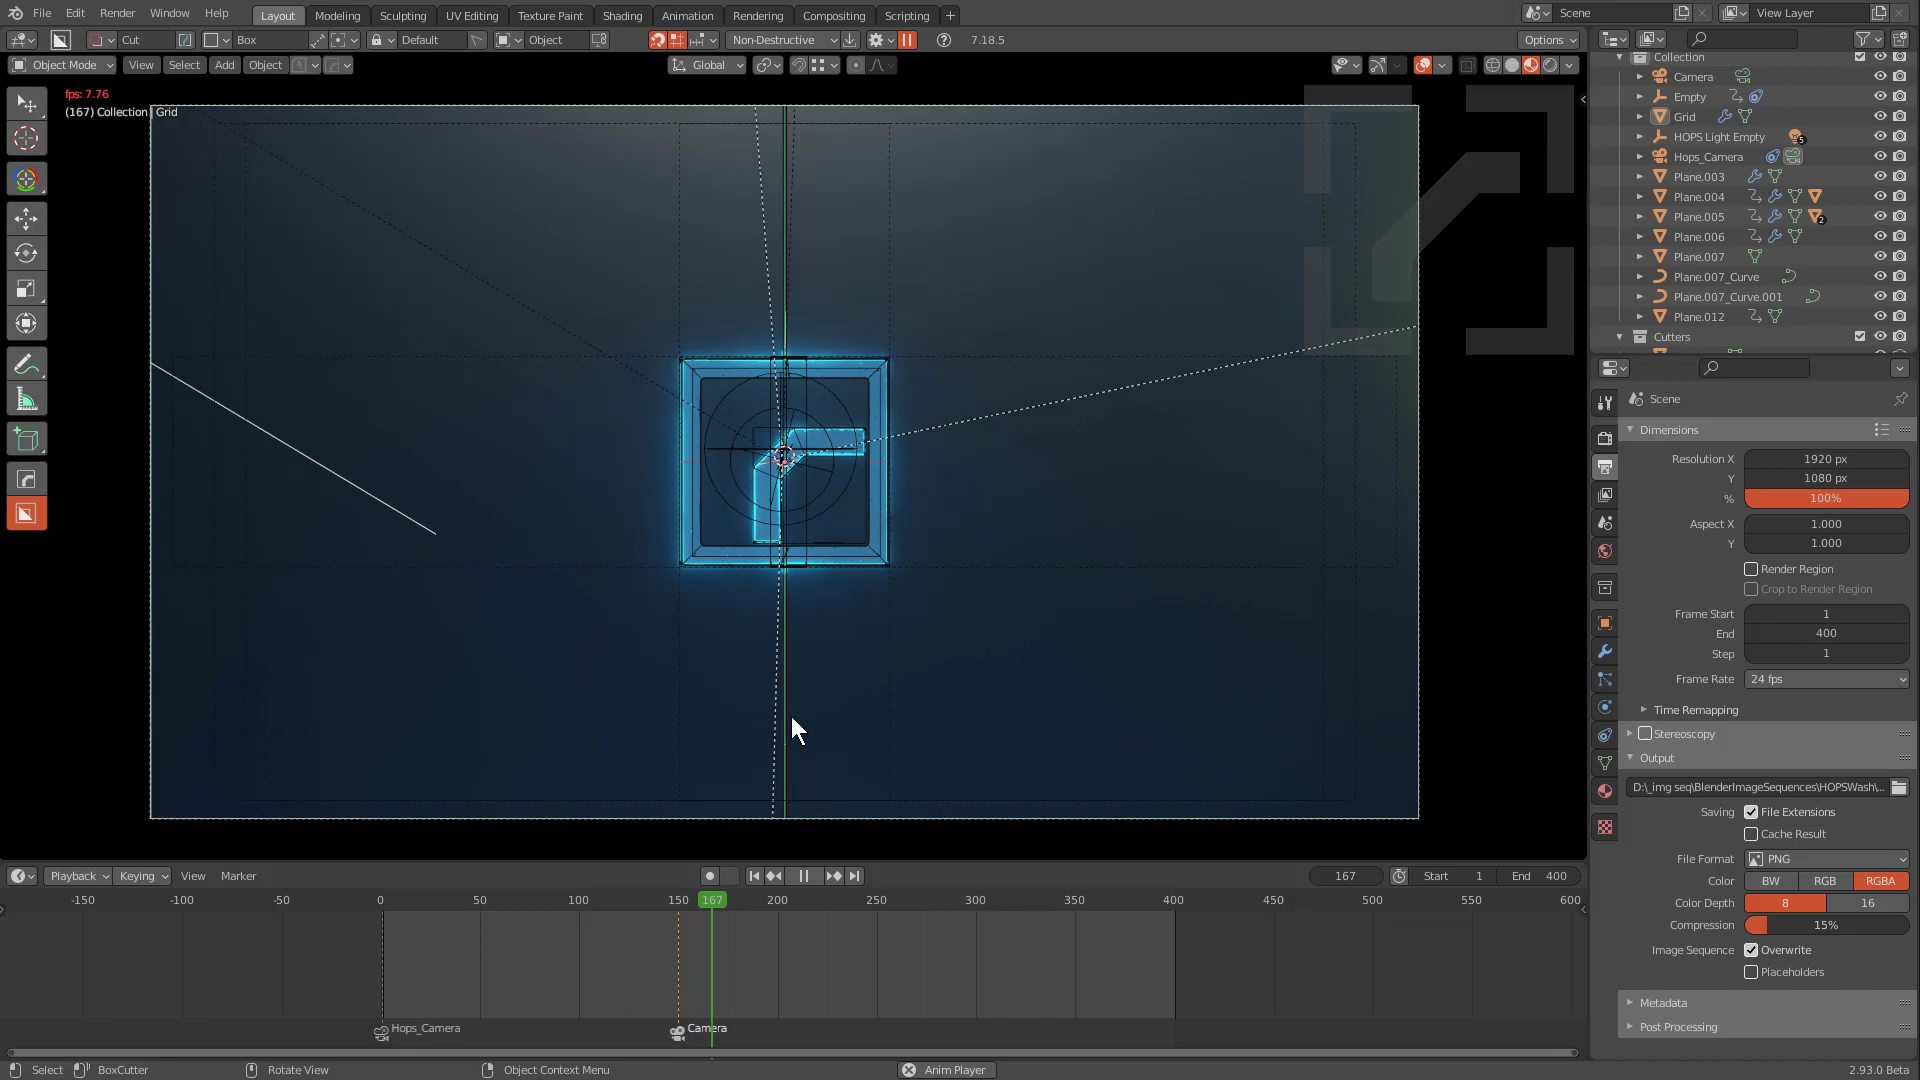 File Edit Render Window Help Layout Modeling Sculpting UV Editing Texture Paint Shading Animation Rendering Compositing Scripting + Scene View Layer
Cut Box Default Object Non-Destructive 7.18.5 Options
Object Mode View Select Add Object Global
fps: 7.76
(167) Collection | Grid
Collection
Camera
Empty
Grid
HOPS Light Empty 5
Hops_Camera
Plane.003
Plane.004
Plane.005 2
Plane.006
Plane.007
Plane.007_Curve
Plane.007_Curve.001
Plane.012
Cutters
Scene
Dimensions
Resolution X 1920 px
Y 1080 px
% 100%
Aspect X 1.000
Y 1.000
Render Region
Crop to Render Region
Frame Start 1
End 400
Step 1
Frame Rate 24 fps
Time Remapping
Stereoscopy
Output
D:\_img seq\BlenderImageSequences\HOPSWash\...
Saving File Extensions
Cache Result
File Format PNG
Color BW RGB RGBA
Color Depth 8 16
Compression 15%
Image Sequence Overwrite
Placeholders
Metadata
Post Processing
Playback Keying View Marker 167 Start 1 End 400
-150 -100 -50 0 50 100 150 167 200 250 300 350 400 450 500 550 600
Hops_Camera Camera
Select BoxCutter Rotate View Object Context Menu Anim Player 2.93.0 Beta